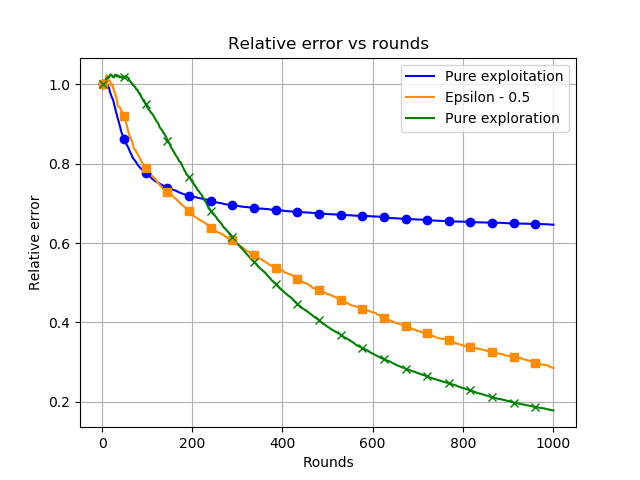 Relative error vs rounds
Pure exploitation
Epsilon - 0.5
Pure exploration
Relative error
1.0
0.8
0.6
0.4
0.2
0 200 400 600 800 1000
Rounds